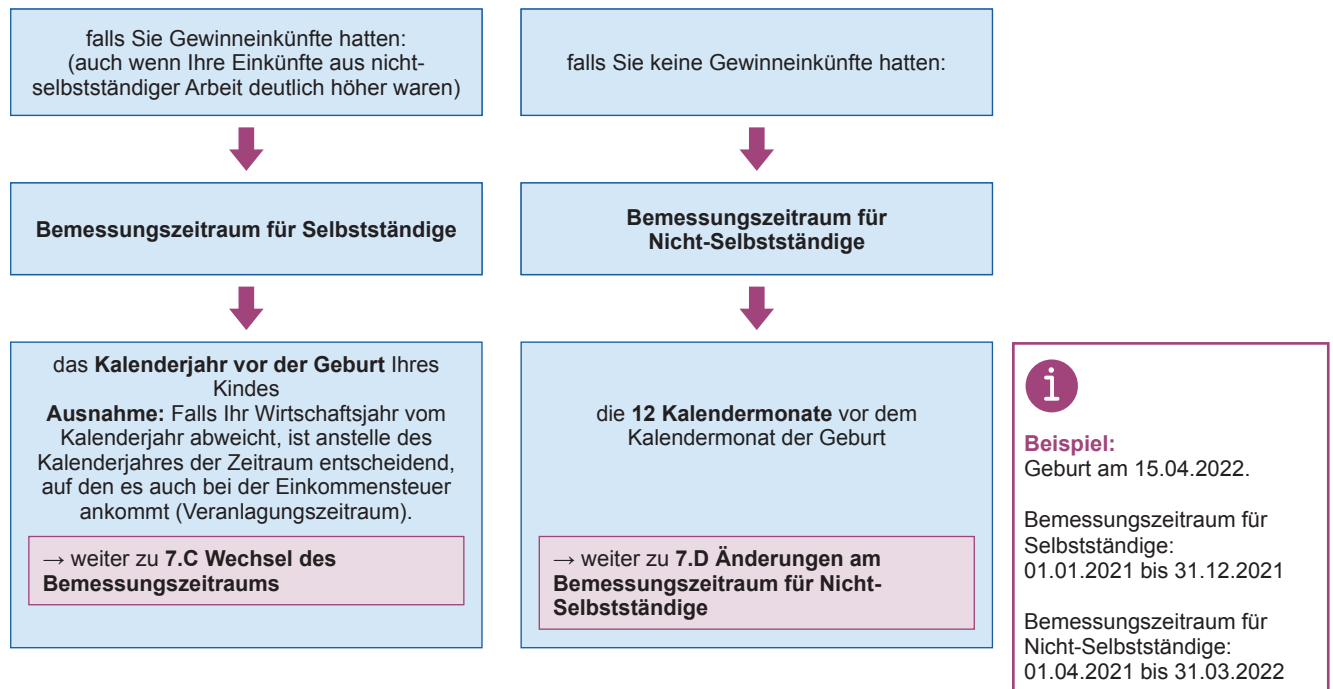 falls Sie Gewinneinkünfte hatten:
(auch wenn Ihre Einkünfte aus nicht-
selbstständiger Arbeit deutlich höher waren)
Bemessungszeitraum für Selbstständige
das Kalenderjahr vor der Geburt Ihres
Kindes
Ausnahme: Falls Ihr Wirtschaftsjahr vom
Kalenderjahr abweicht, ist anstelle des
Kalenderjahres der Zeitraum entscheidend,
auf den es auch bei der Einkommensteuer
ankommt (Veranlagungszeitraum).
→ weiter zu 7.C Wechsel des
Bemessungszeitraums
falls Sie keine Gewinneinkünfte hatten:
Bemessungszeitraum für
Nicht-Selbstständige
die 12 Kalendermonate vor dem
Kalendermonat der Geburt
→ weiter zu 7.D Änderungen am
Bemessungszeitraum für Nicht-
Selbstständige
i
Beispiel:
Geburt am 15.04.2022.
Bemessungszeitraum für
Selbstständige:
01.01.2021 bis 31.12.2021
Bemessungszeitraum für
Nicht-Selbstständige:
01.04.2021 bis 31.03.2022